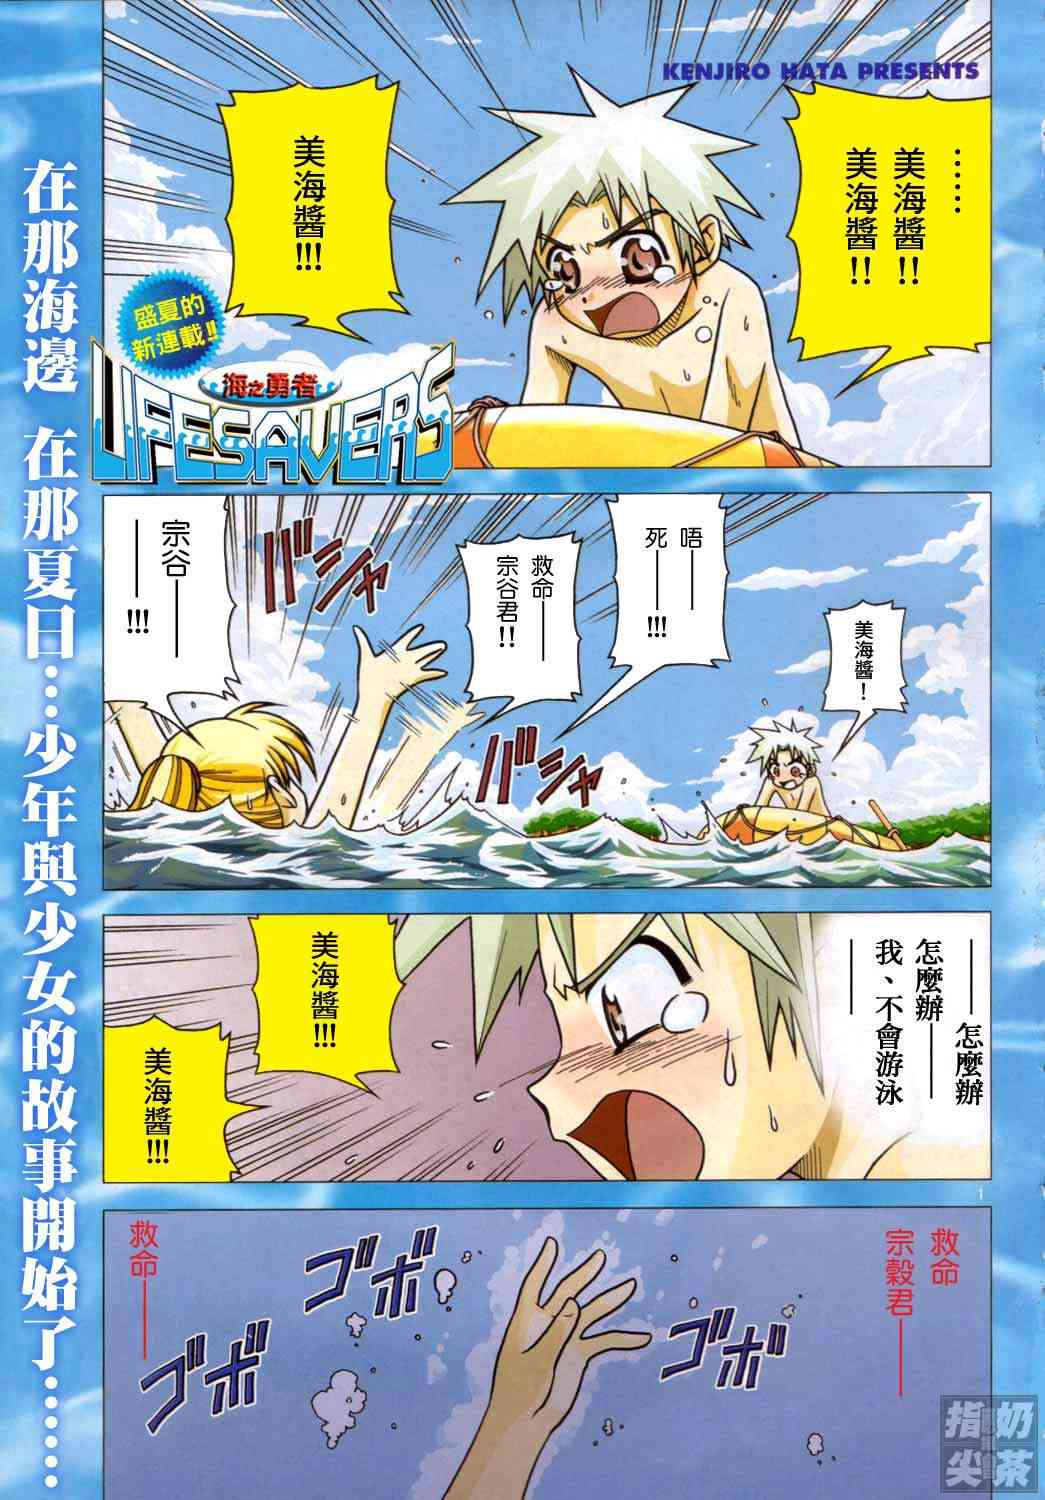 KENJIRO HATA PRESENTS
……
美海醬!!
美海醬!!
美海醬!!!
盛夏的
新連載!!
海之勇者
LIFESAVERS
在那海邊 在那夏日……少年與少女的故事開始了………
美海醬!
唔——
死——!!!
救命——
宗谷君!!
宗谷——
——!!!
バシャ
バシャ
——怎麼辦
怎麼辦——
我、不會游泳——
美海醬!!!
美海醬!!!
1
救命
宗穀君——
救命——
ゴボ
ゴボ
ゴボ
指尖奶茶